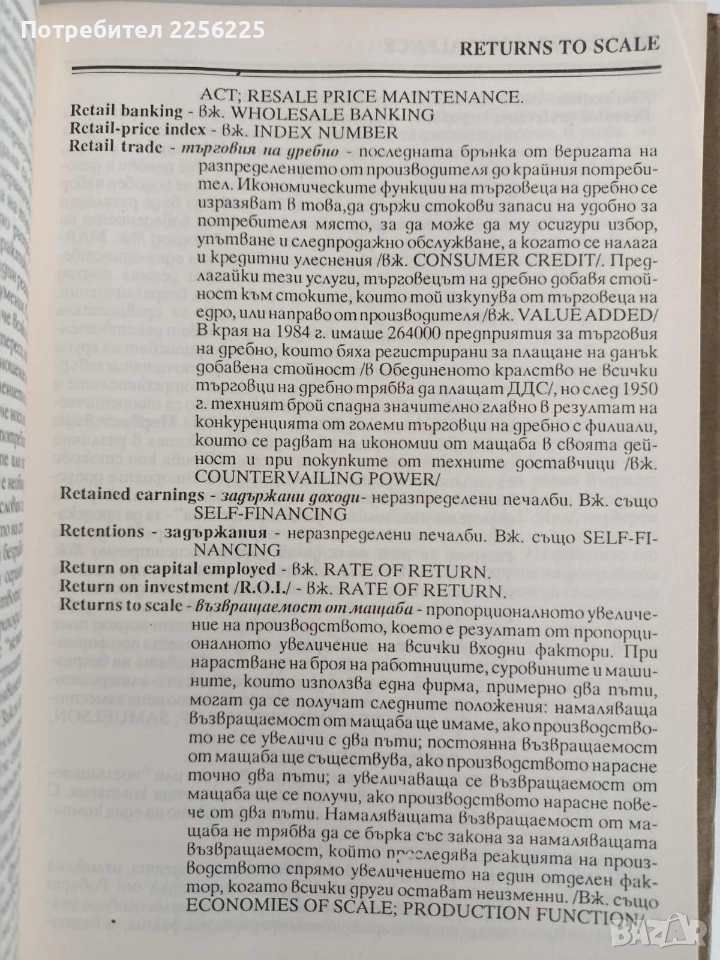 Потребител 2256225
RETURNS TO SCALE
ACT; RESALE PRICE MAINTENANCE.
Retail banking - вж. WHOLESALE BANKING
Retail-price index - вж. INDEX NUMBER
Retail trade - търговия на дребно - последната брънка от веригата на
разпределението от производителя до крайния потреби-
тел. Икономическите функции на търговеца на дребно се
изразяват в това,да държи стокови запаси на удобно за
потребителя място, за да може да му осигури избор,
упътване и следпродажно обслужване, а когато се налага
и кредитни улеснения /вж. CONSUMER CREDIT/. Пред-
лагайки тези услуги, търговецът на дребно добавя стой-
ност към стоките, които той изкупува от търговеца на
едро, или направо от производителя /вж. VALUE ADDED/
В края на 1984 г. имаше 264000 предприятия за търговия
на дребно, които бяха регистрирани за плащане на данък
добавена стойност /в Обединеното кралство не всички
търговци на дребно трябва да плащат ДДС/, но след 1950
г. техният брой спадна значително главно в резултат на
конкуренцията от големи търговци на дребно с филиали,
които се радват на икономии от мащаба в своята дей-
ност и при покупките от техните доставчици /вж.
COUNTERVAILING POWER/
Retained earnings - задържани доходи- неразпределени печалби. Вж. също
SELF-FINANCING
Retentions - задържания - неразпределени печалби. Вж. също SELF-FI-
NANCING
Return on capital employed - вж. RATE OF RETURN.
Return on investment /R.O.I./ - вж. RATE OF RETURN.
Returns to scale - възвращаемост от мащаба - пропорционалното увеличе-
ние на производството, което е резултат от пропорци-
оналното увеличение на всички входни фактори. При
нарастване на броя на работниците, суровините и маши-
ните, които използва една фирма, примерно два пъти,
могат да се получат следните положения: намаляваща
възвращаемост от мащаба ще имаме, ако производство-
то не се увеличи с два пъти; постоянна възвращаемост
от мащаба ще съществува, ако производството нарасне
точно два пъти; а увеличаваща се възвращаемост от
мащаба ще се получи, ако производството нарасне пове-
че от два пъти. Намаляващата възвращаемост от ма-
щаба не трябва да се бърка със закона за намаляващата
възвращаемост, който проследява реакцията на произ-
водството спрямо увеличението на един отделен фак-
тор, когато всички други остават неизменни. /Вж. също
ECONOMIES OF SCALE; PRODUCTION FUNCTION/
BAZAR